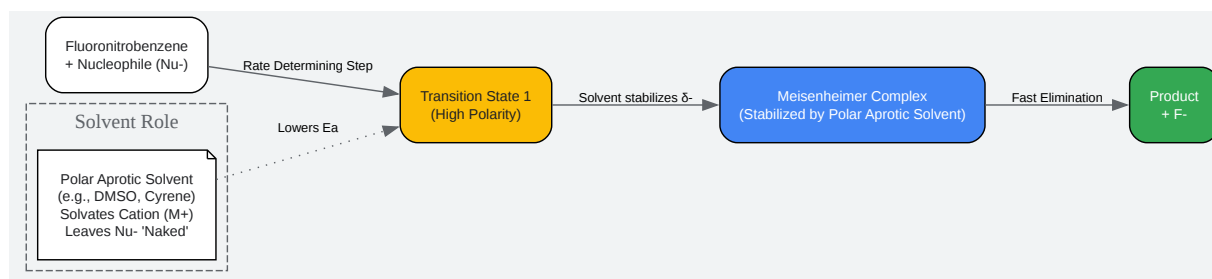 Fluoronitrobenzene
+ Nucleophile (Nu-)
Rate Determining Step
Solvent Role
Lowers Ea
Polar Aprotic Solvent
(e.g., DMSO, Cyrene)
Solvates Cation (M+)
Leaves Nu- 'Naked'
Transition State 1
(High Polarity)
Solvent stabilizes δ-
Meisenheimer Complex
(Stabilized by Polar Aprotic Solvent)
Fast Elimination
Product
+ F-